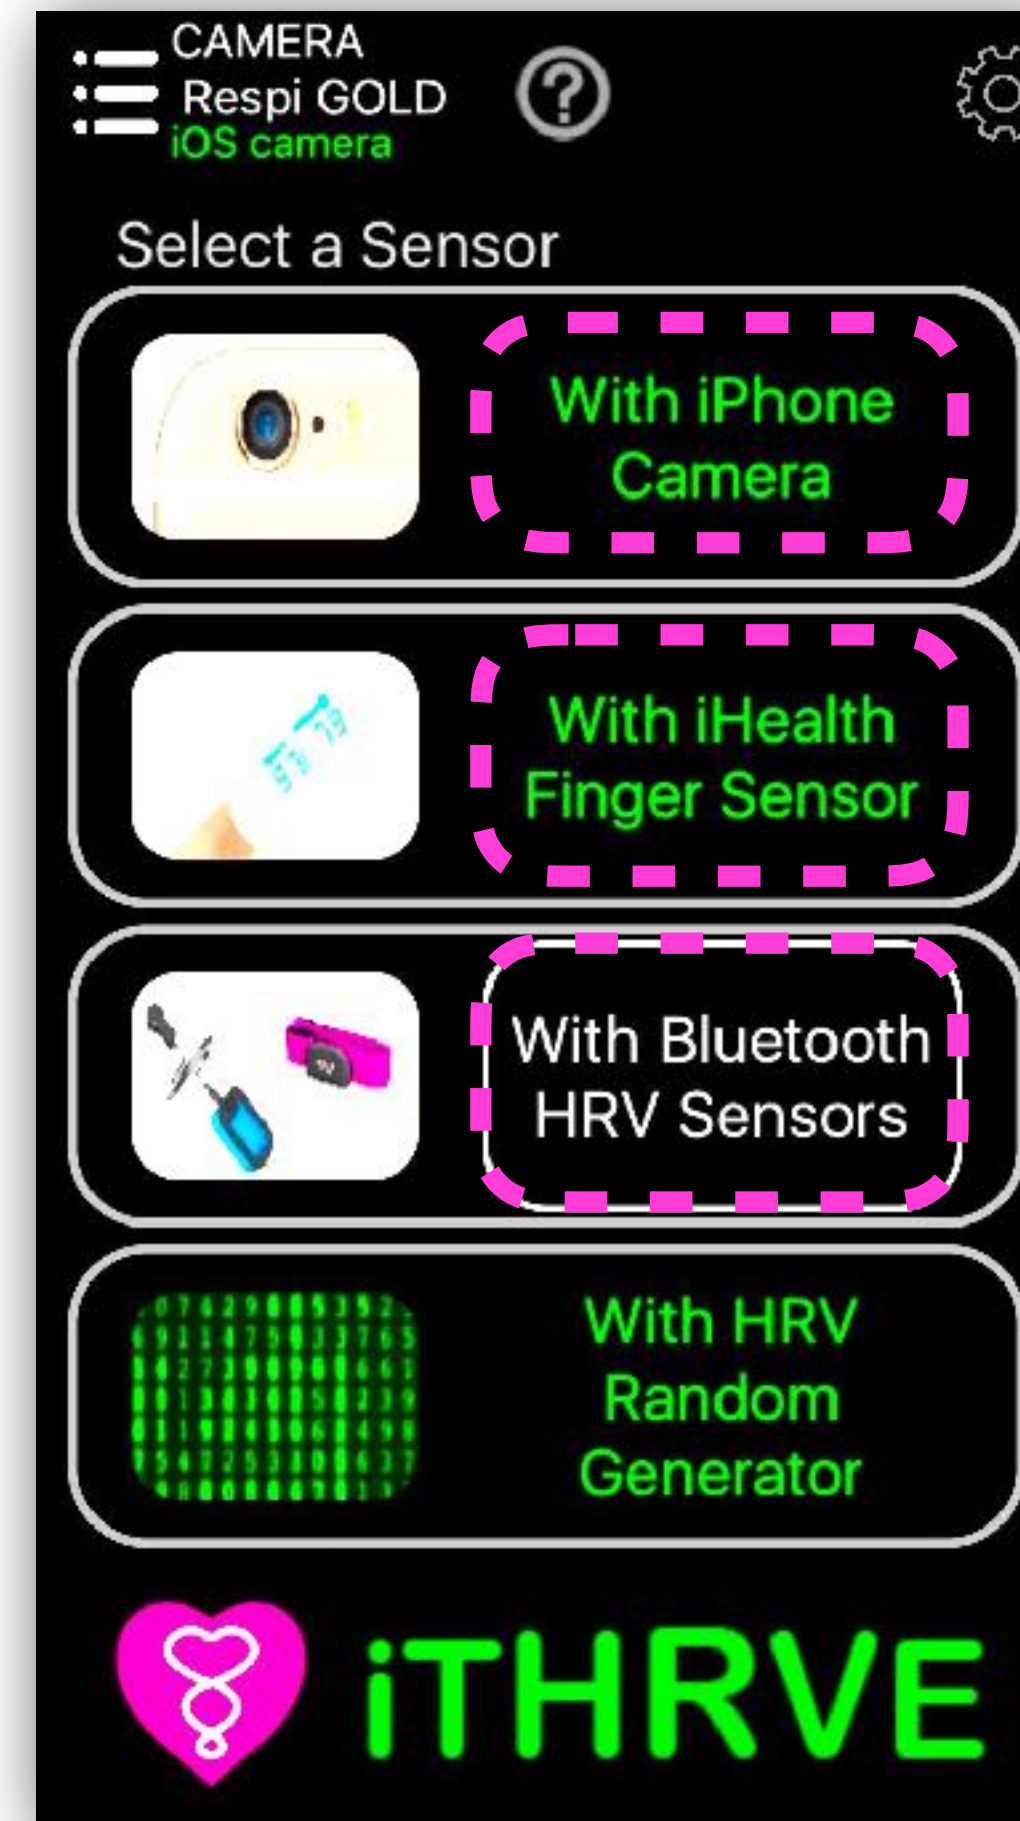 CAMERA
Respi GOLD
iOS camera
Select a Sensor
With iPhone
Camera
With iHealth
Finger Sensor
With Bluetooth
HRV Sensors
With HRV
Random
Generator
iTHRVE